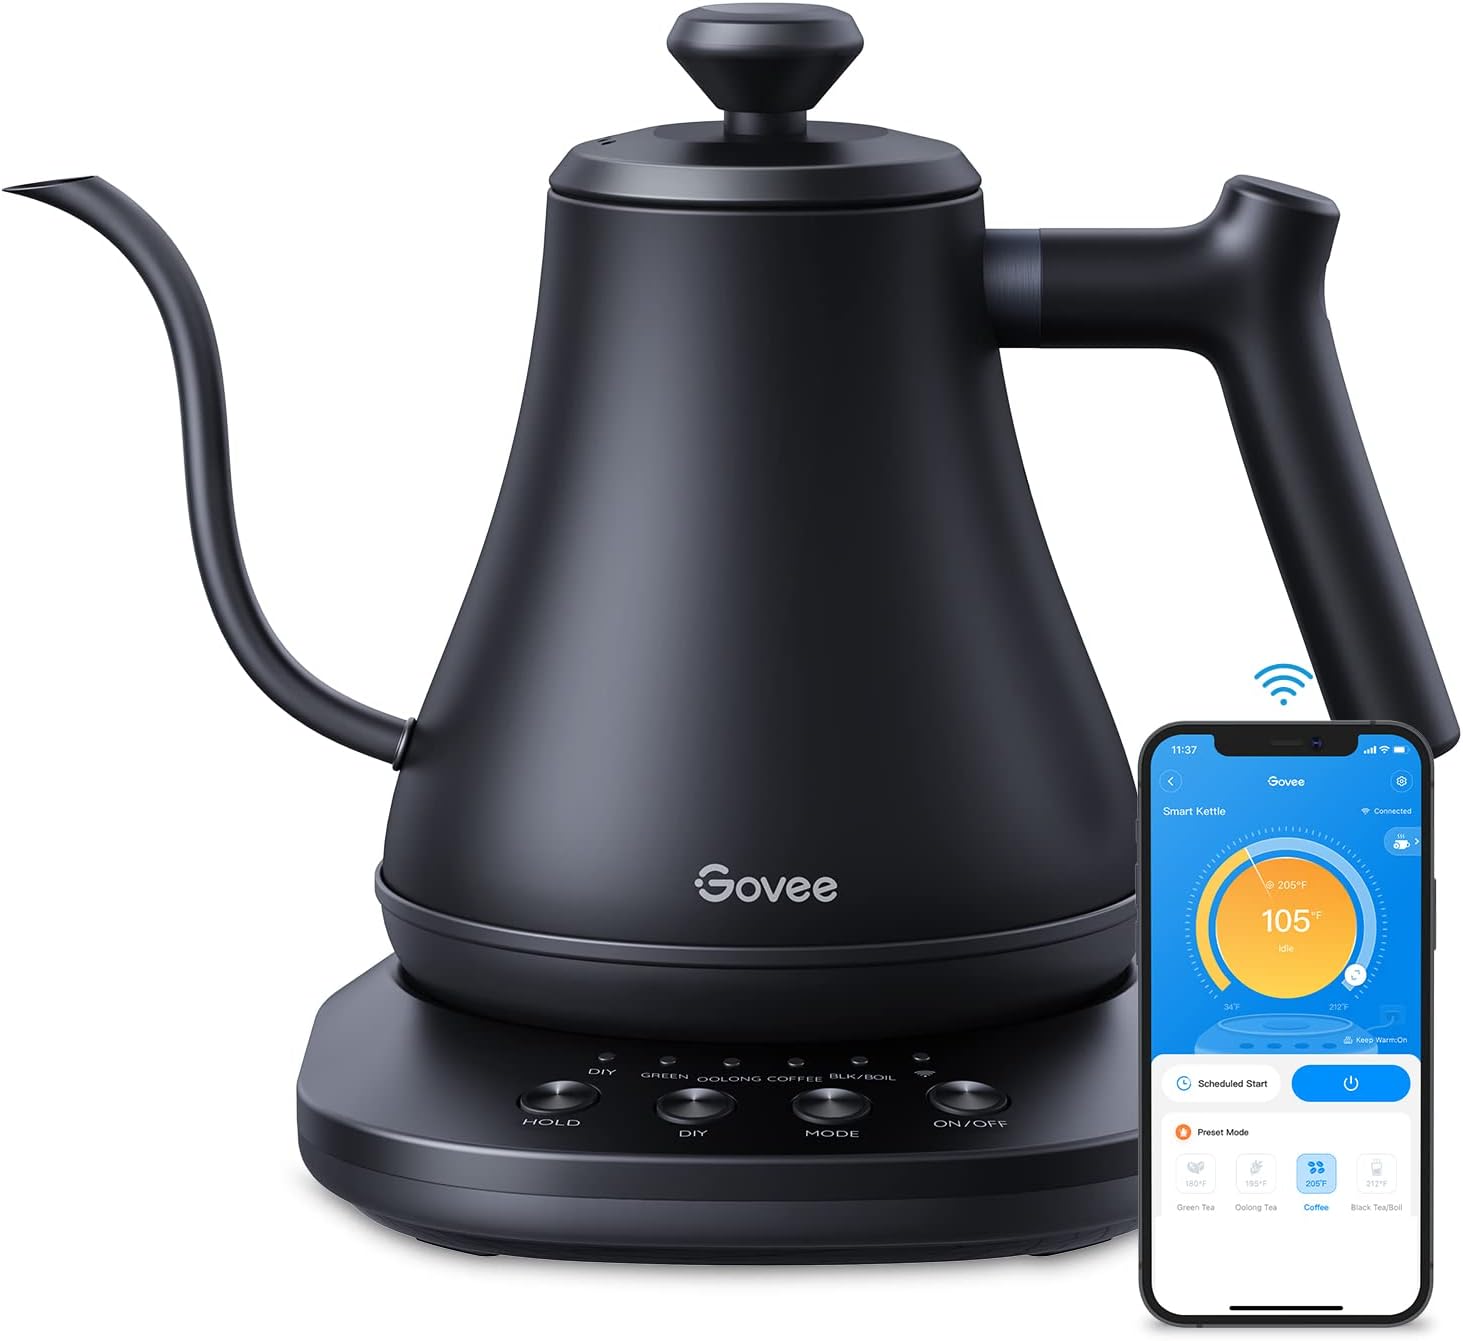 Govee
DIY GREEN OOLONG COFFEE BLK/BOIL
HOLD DIY MODE ON/OFF
11:37
Govee
Smart Kettle
Connected
205°F
105°F
Idle
34°F 212°F
Keep Warm:On
Scheduled Start
Preset Mode
180°F 195°F 205°F 212°F
Green Tea Oolong Tea Coffee Black Tea/Boil